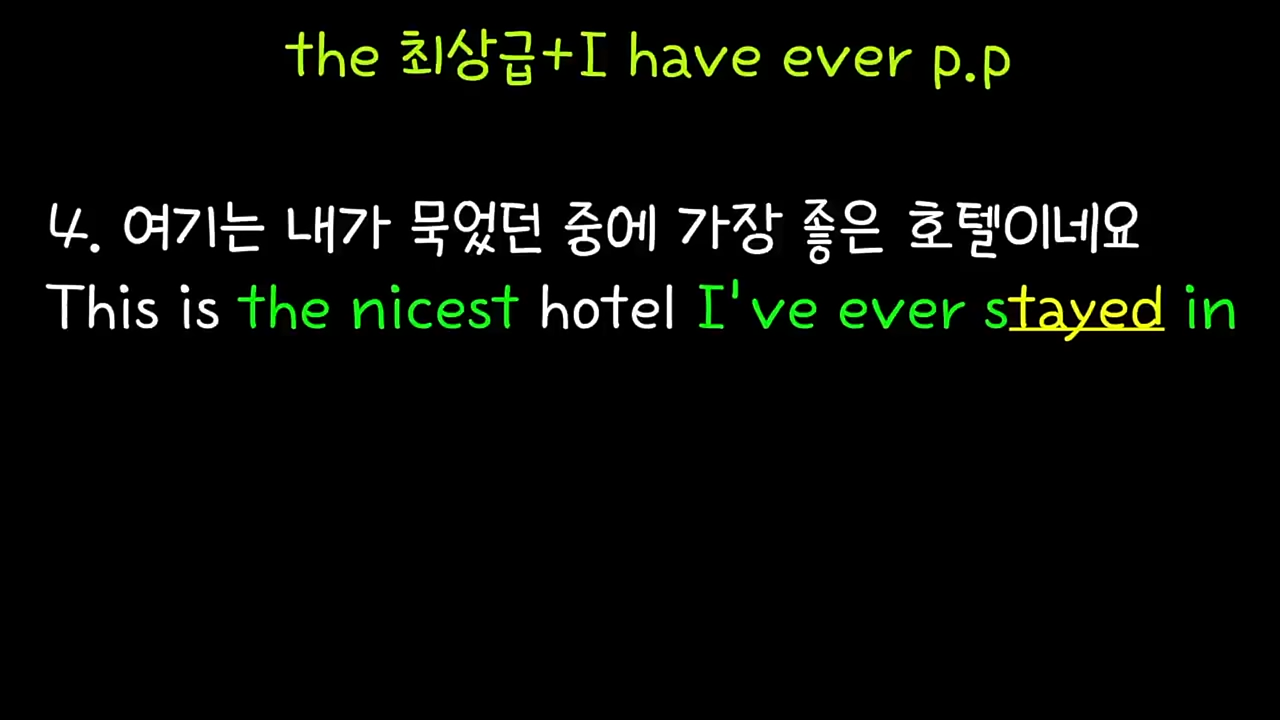 the 최상급+I have ever p.p
4. 여기는 내가 묵었던 중에 가장 좋은 호텔이네요
This is the nicest hotel I've ever stayed in